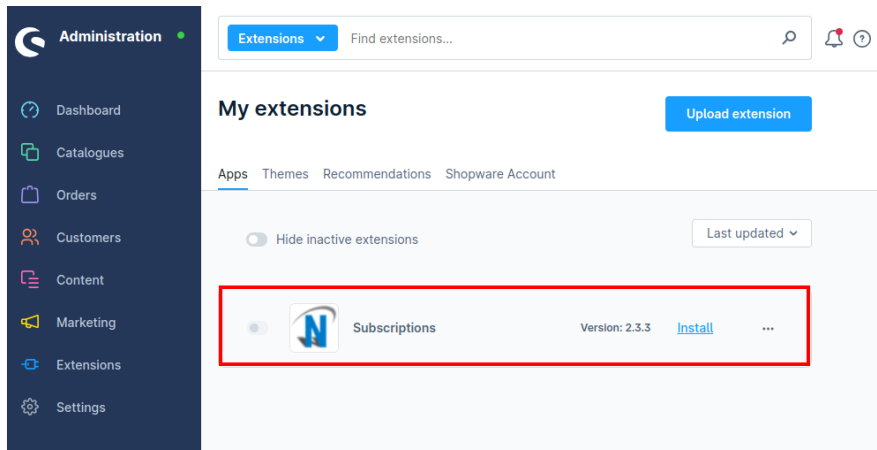 Administration
Extensions
Find extensions...
Dashboard
Catalogues
Orders
Customers
Content
Marketing
Extensions
Settings
My extensions
Upload extension
Apps
Themes
Recommendations
Shopware Account
Hide inactive extensions
Last updated
N
Subscriptions
Version: 2.3.3
Install
...